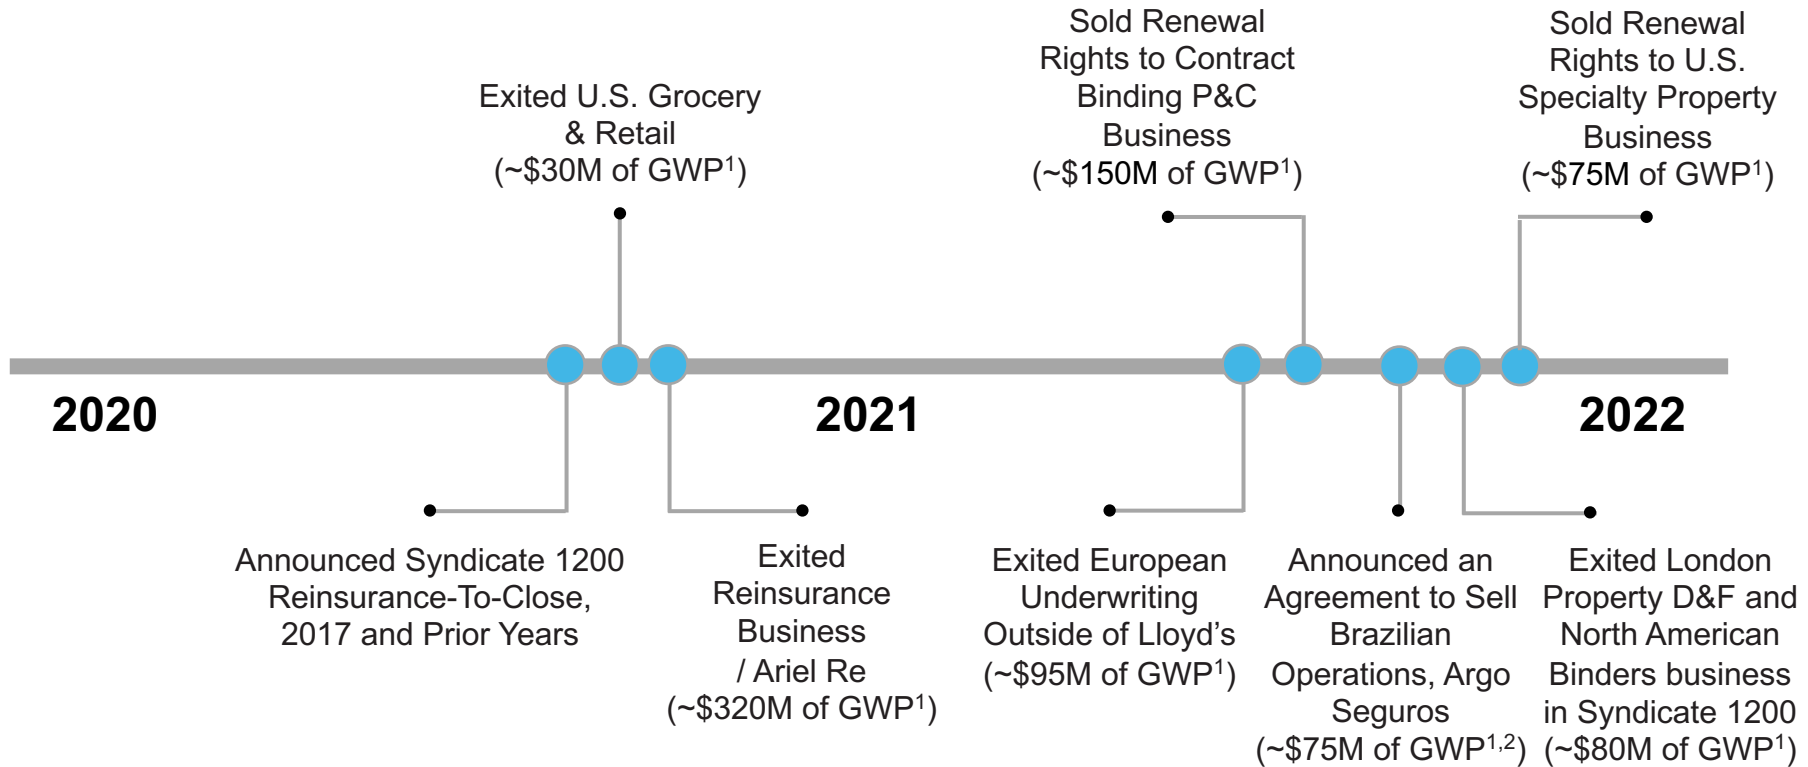 Exited U.S. Grocery
& Retail
(~$30M of GWP¹)
Sold Renewal
Rights to Contract
Binding P&C
Business
(~$150M of GWP¹)
Sold Renewal
Rights to U.S.
Specialty Property
Business
(~$75M of GWP¹)
2020
2021
2022
Announced Syndicate 1200
Reinsurance-To-Close,
2017 and Prior Years
Exited
Reinsurance
Business
/ Ariel Re
(~$320M of GWP¹)
Exited European
Underwriting
Outside of Lloyd’s
(~$95M of GWP¹)
Announced an
Agreement to Sell
Brazilian
Operations, Argo
Seguros
(~$75M of GWP¹,²)
Exited London
Property D&F and
North American
Binders business
in Syndicate 1200
(~$80M of GWP¹)